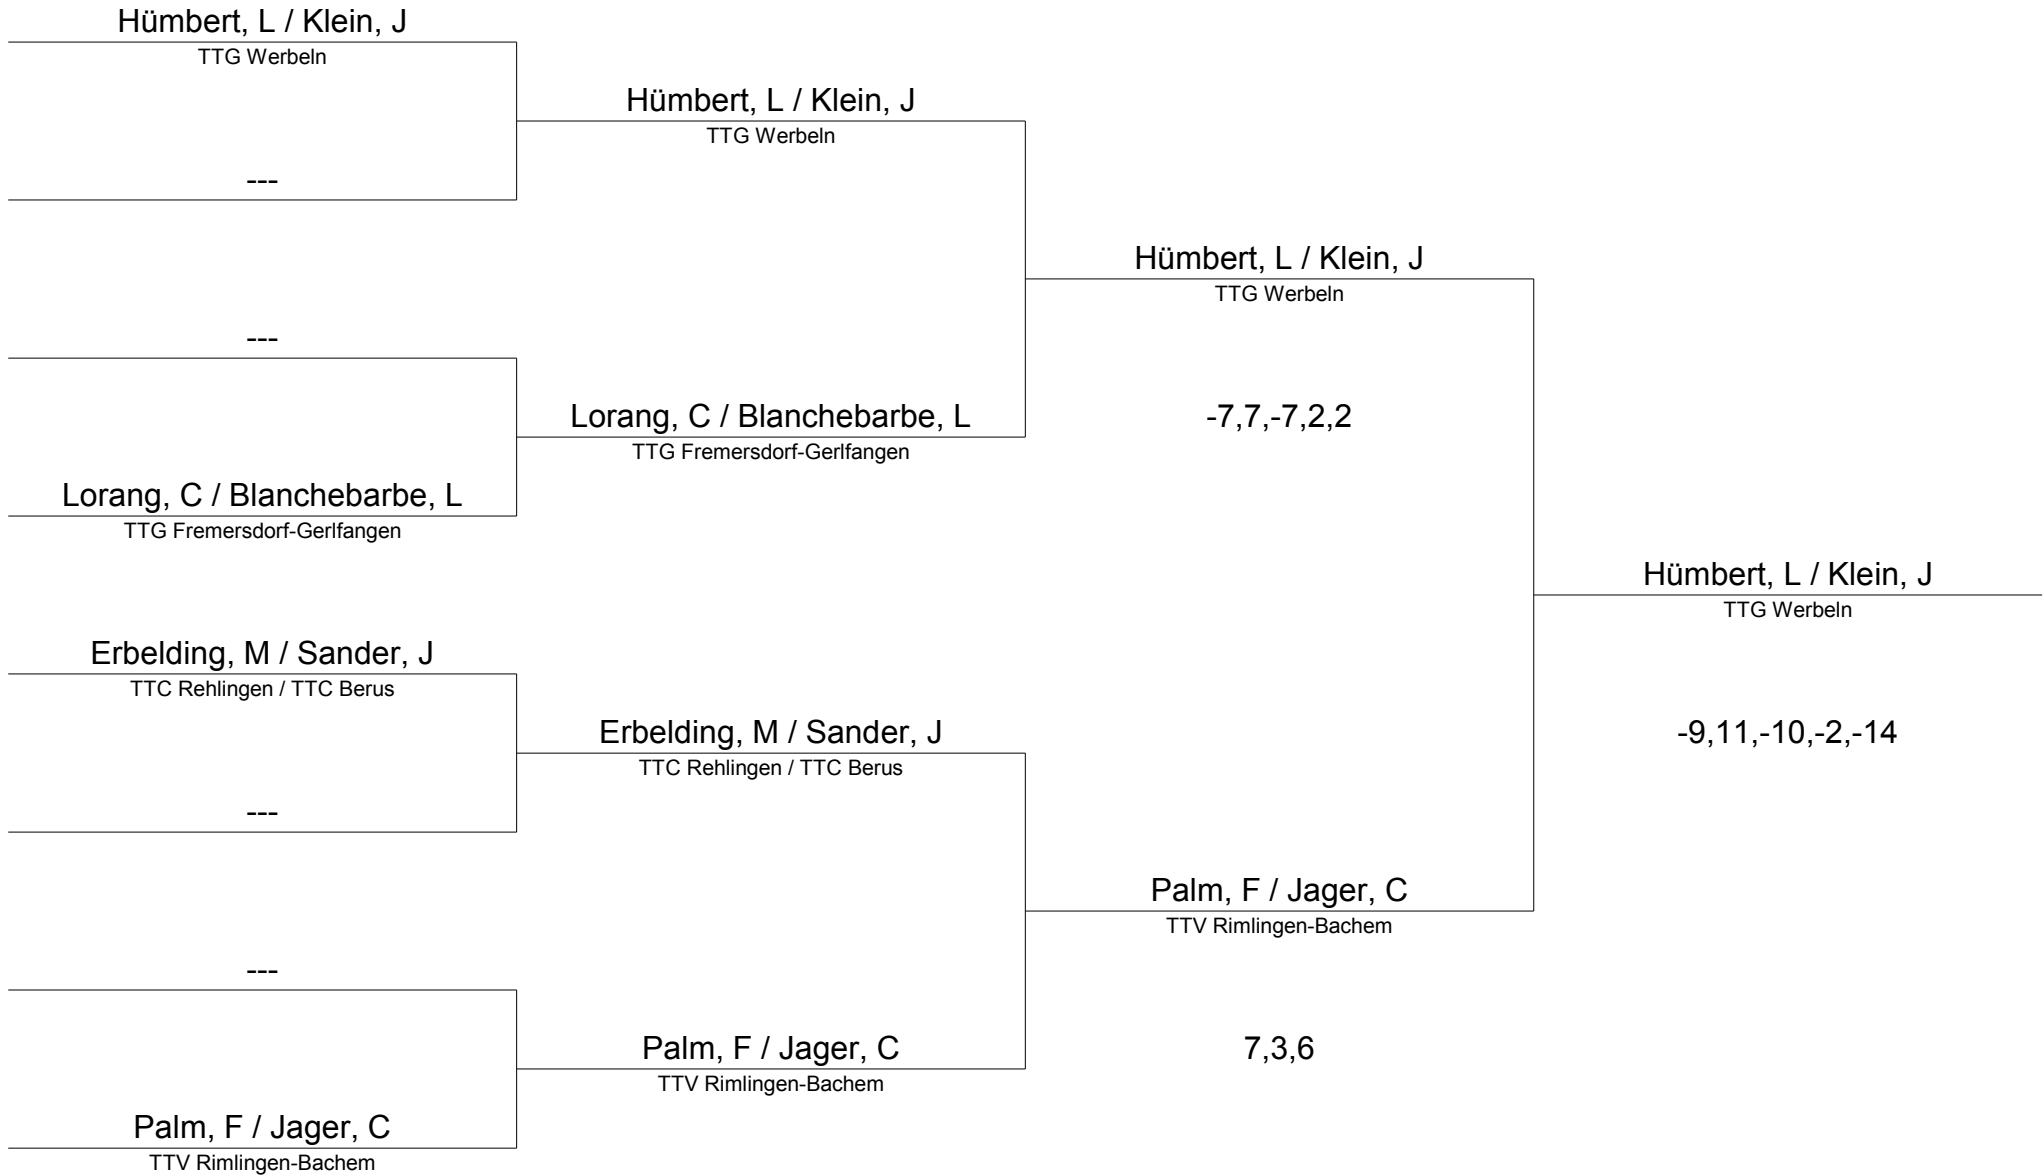 Hümbert, L / Klein, J
TTG Werbeln
---
---
Lorang, C / Blanchebarbe, L
TTG Fremersdorf-Gerlfangen
Erbelding, M / Sander, J
TTC Rehlingen / TTC Berus
---
---
Palm, F / Jager, C
TTV Rimlingen-Bachem
Hümbert, L / Klein, J
TTG Werbeln
Lorang, C / Blanchebarbe, L
TTG Fremersdorf-Gerlfangen
Erbelding, M / Sander, J
TTC Rehlingen / TTC Berus
Palm, F / Jager, C
TTV Rimlingen-Bachem
Hümbert, L / Klein, J
TTG Werbeln
-7,7,-7,2,2
Palm, F / Jager, C
TTV Rimlingen-Bachem
7,3,6
Hümbert, L / Klein, J
TTG Werbeln
-9,11,-10,-2,-14